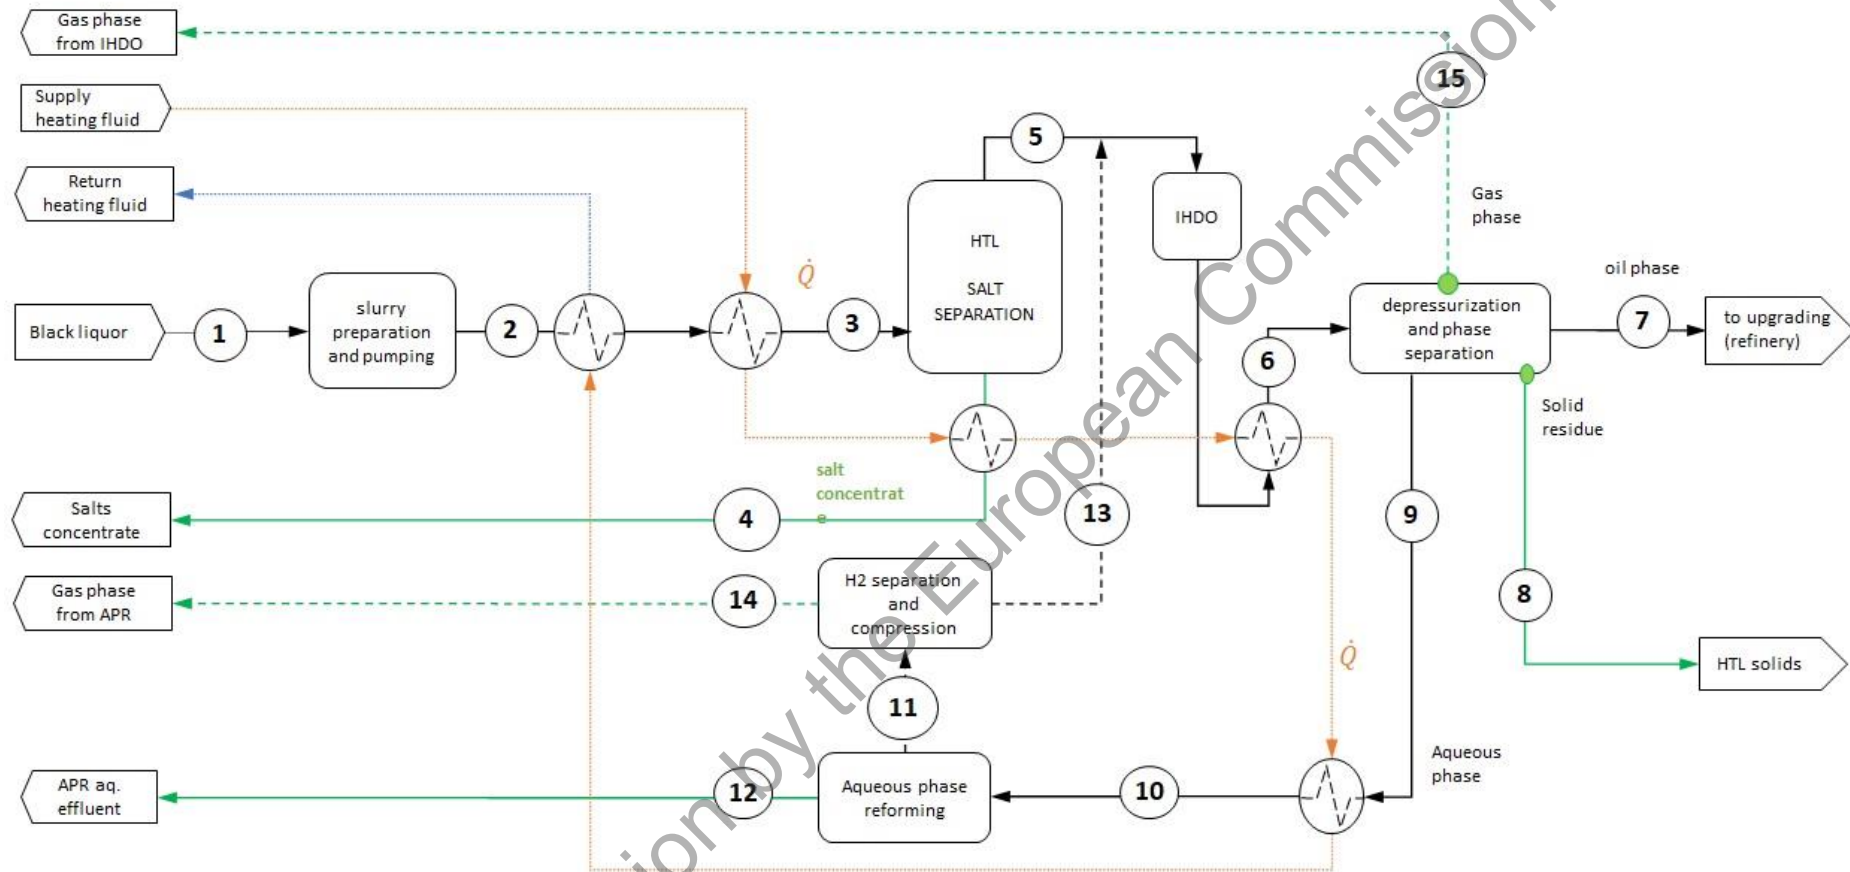 Gas phase
from IHDO
15
Supply
heating fluid
5
Return
heating fluid
Gas
phase
IHDO
HTL
SALT
SEPARATION
Q̇
oil phase
Black liquor
1
slurry
preparation
and pumping
2
3
6
depressurization
and phase
separation
7
to upgrading
(refinery)
Solid
residue
salt
concentrat
e
Salts
concentrate
4
13
9
Gas phase
from APR
14
H2 separation
and
compression
8
Q̇
HTL solids
11
APR aq.
effluent
12
Aqueous phase
reforming
10
Aqueous
phase
ion by the European Commission